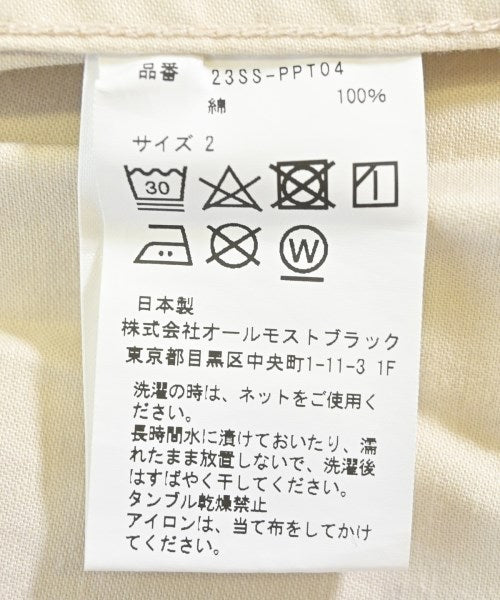 品番 23SS-PPT04
綿 100%
サイズ 2
30
W
日本製
株式会社オールモストブラック
東京都目黒区中央町1-11-3 1F
洗濯の時は、ネットをご使用く
ださい。
長時間水に漬けておいたり、濡
れたまま放置しないで、洗濯後
はすばやく干してください。
タンブル乾燥禁止
アイロンは、当て布をしてかけ
てください。